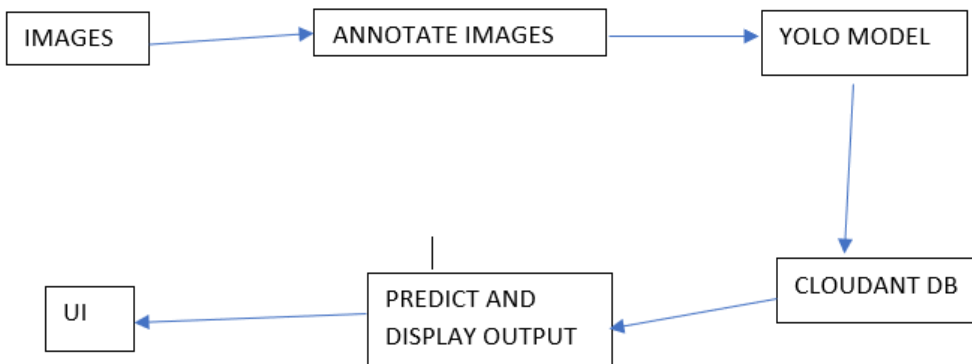 IMAGES
ANNOTATE IMAGES
YOLO MODEL
CLOUDANT DB
PREDICT AND
DISPLAY OUTPUT
UI